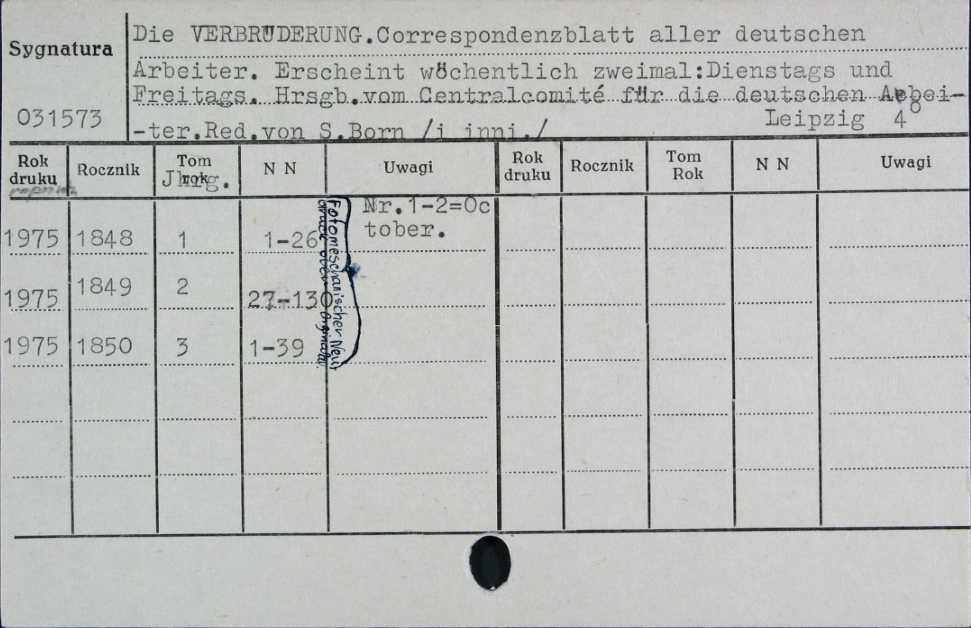 Sygnatura
031573
Die VERBRÜDERUNG.Correspondenzblatt aller deutschen
Arbeiter. Erscheint wöchentlich zweimal:Dienstags und
Freitags. Hrsgb.vom Centralcomité für die deutschen Arbei-
-ter.Red.von S.Born /i inni./ Leipzig 4°
Rok druku Rocznik Tom Rok Jhrg. N N Uwagi Rok druku Rocznik Tom Rok N N Uwagi
1975 1848 1 1-26 Nr.1-2=Oc
tober.
1975 1849 2 27-130
1975 1850 3 1-39
Fotomeschanischer Neu